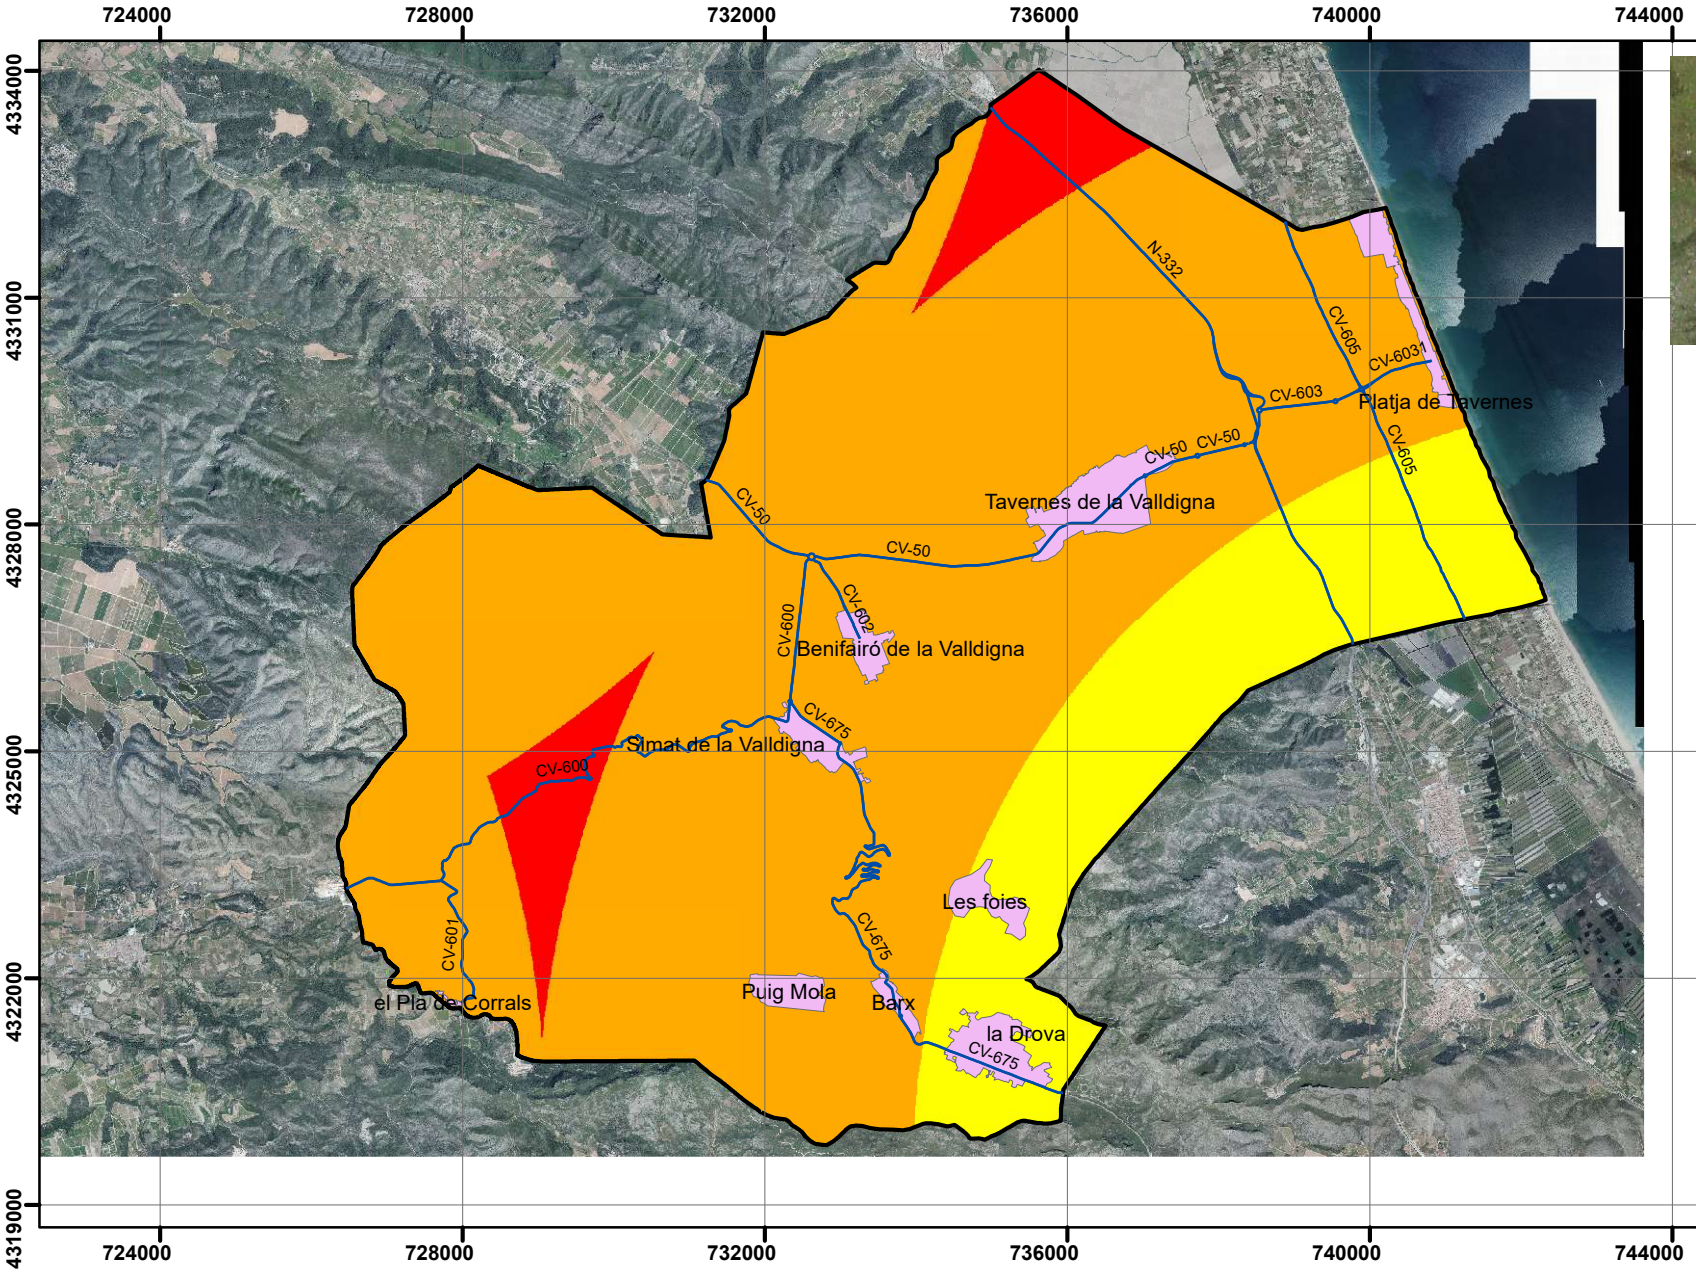 724000 728000 732000 736000 740000 744000
4334000
N-332
4331000
CV-605
CV-6031
CV-603
Platja de Tavernes
CV-50
CV-50
CV-605
CV-50
Tavernes de la Valldigna
4328000
CV-50
CV-602
CV-600
Benifairó de la Valldigna
CV-675
Simat de la Valldigna
4325000
CV-600
Les foies
CV-675
CV-601
4322000
Puig Mola
Barx
el Pla de Corrals
la Drova
CV-675
4319000
724000 728000 732000 736000 740000 744000